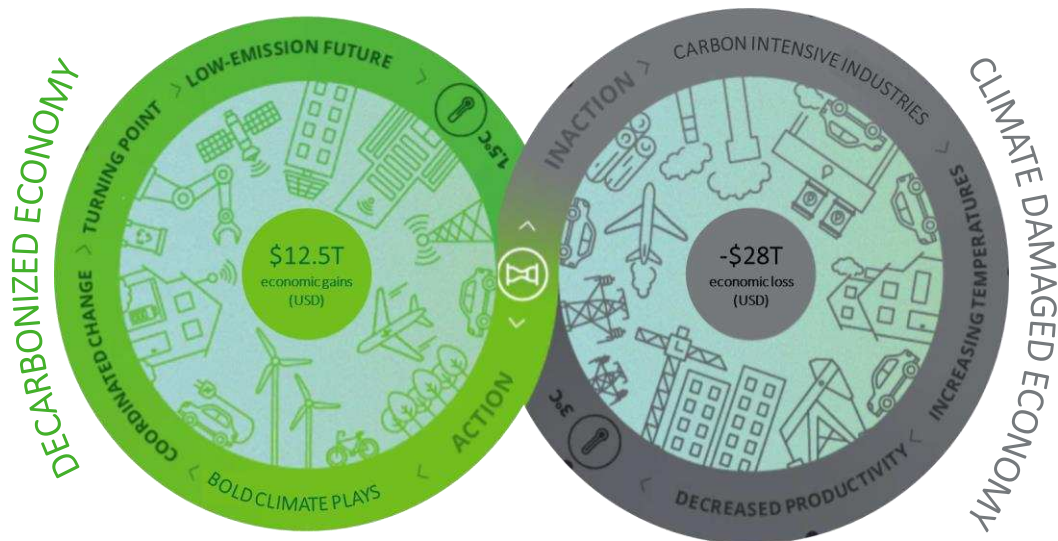 DECARBONIZED ECONOMY
ACTION
BOLD CLIMATE PLAYS
COORDINATED CHANGE
TURNING POINT
LOW-EMISSION FUTURE
1.5°C
$12.5T
economic gains
(USD)
INACTION
CARBON INTENSIVE INDUSTRIES
INCREASING TEMPERATURES
DECREASED PRODUCTIVITY
3°C
-$28T
economic loss
(USD)
CLIMATE DAMAGED ECONOMY